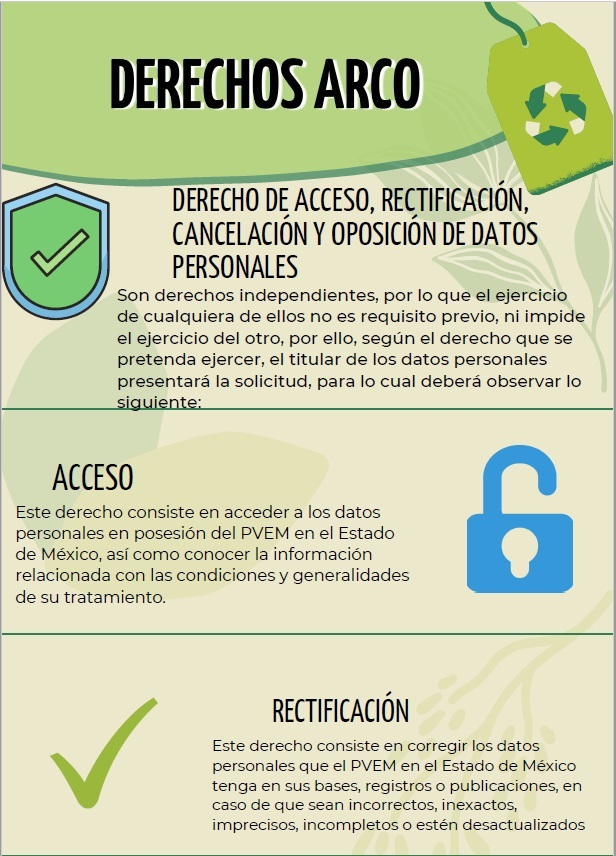 DERECHOS ARCO
DERECHO DE ACCESO, RECTIFICACIÓN,
CANCELACIÓN Y OPOSICIÓN DE DATOS
PERSONALES
Son derechos independientes, por lo que el ejercicio
de cualquiera de ellos no es requisito previo, ni impide
el ejercicio del otro, por ello, según el derecho que se
pretenda ejercer, el titular de los datos personales
presentará la solicitud, para lo cual deberá observar lo
siguiente:
ACCESO
Este derecho consiste en acceder a los datos
personales en posesión del PVEM en el Estado
de México, así como conocer la información
relacionada con las condiciones y generalidades
de su tratamiento.
RECTIFICACIÓN
Este derecho consiste en corregir los datos
personales que el PVEM en el Estado de México
tenga en sus bases, registros o publicaciones, en
caso de que sean incorrectos, inexactos,
imprecisos, incompletos o estén desactualizados